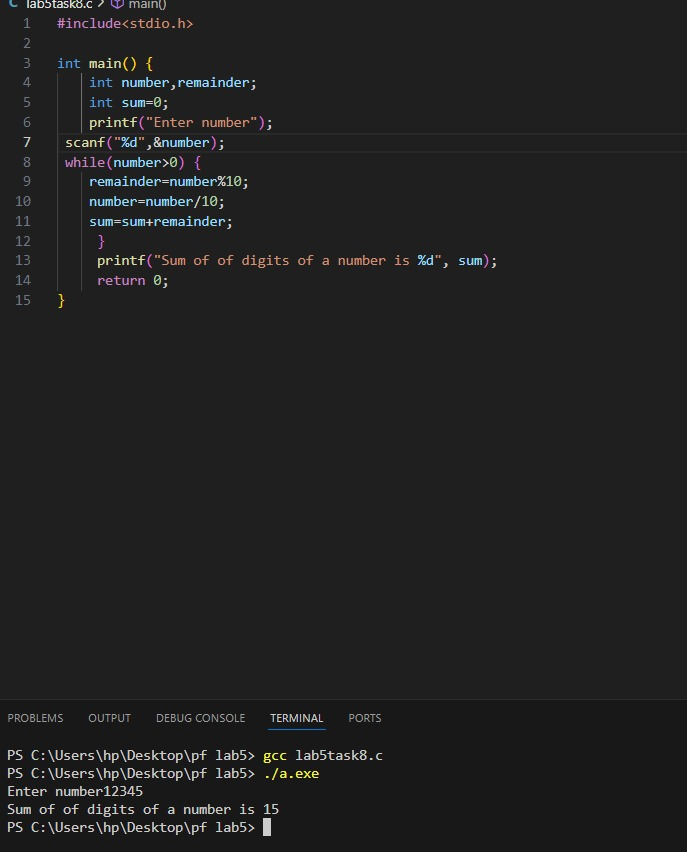 C lab5task8.c > main()
1 #include<stdio.h>
2
3 int main() {
4 int number,remainder;
5 int sum=0;
6 printf("Enter number");
7 scanf("%d",&number);
8 while(number>0) {
9 remainder=number%10;
10 number=number/10;
11 sum=sum+remainder;
12 }
13 printf("Sum of of digits of a number is %d", sum);
14 return 0;
15 }
PROBLEMS OUTPUT DEBUG CONSOLE TERMINAL PORTS
PS C:\Users\hp\Desktop\pf lab5> gcc lab5task8.c
PS C:\Users\hp\Desktop\pf lab5> ./a.exe
Enter number12345
Sum of of digits of a number is 15
PS C:\Users\hp\Desktop\pf lab5>